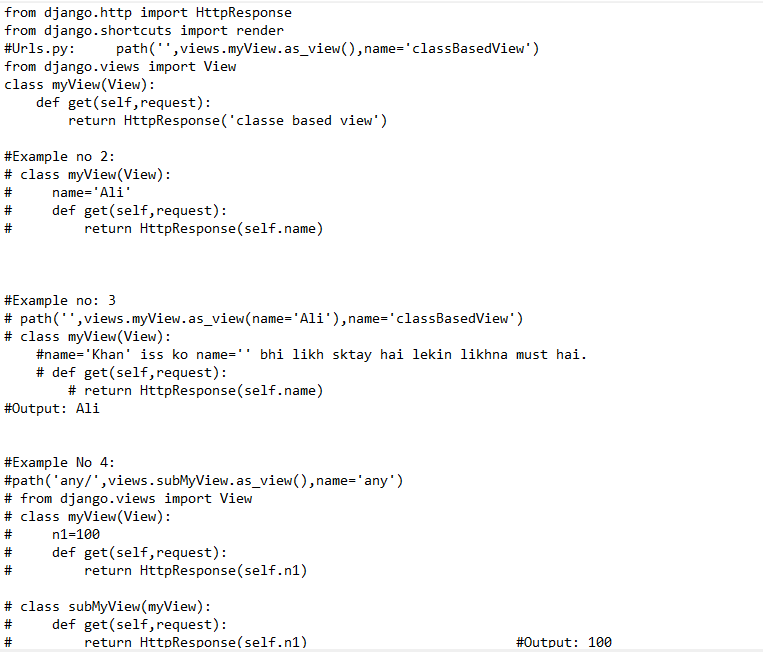 from django.http import HttpResponse
from django.shortcuts import render
#Urls.py:     path('',views.myView.as_view(),name='classBasedView')
from django.views import View
class myView(View):
    def get(self,request):
        return HttpResponse('classe based view')

#Example no 2:
# class myView(View):
#     name='Ali'
#     def get(self,request):
#         return HttpResponse(self.name)

#Example no: 3
# path('',views.myView.as_view(name='Ali'),name='classBasedView')
# class myView(View):
    #name='Khan' iss ko name='' bhi likh sktay hai lekin likhna must hai.
    # def get(self,request):
        # return HttpResponse(self.name)
#Output: Ali

#Example No 4:
#path('any/',views.subMyView.as_view(),name='any')
# from django.views import View
# class myView(View):
#     n1=100
#     def get(self,request):
#         return HttpResponse(self.n1)

# class subMyView(myView):
#     def get(self,request):
#         return HttpResponse(self.n1)                          #Output: 100